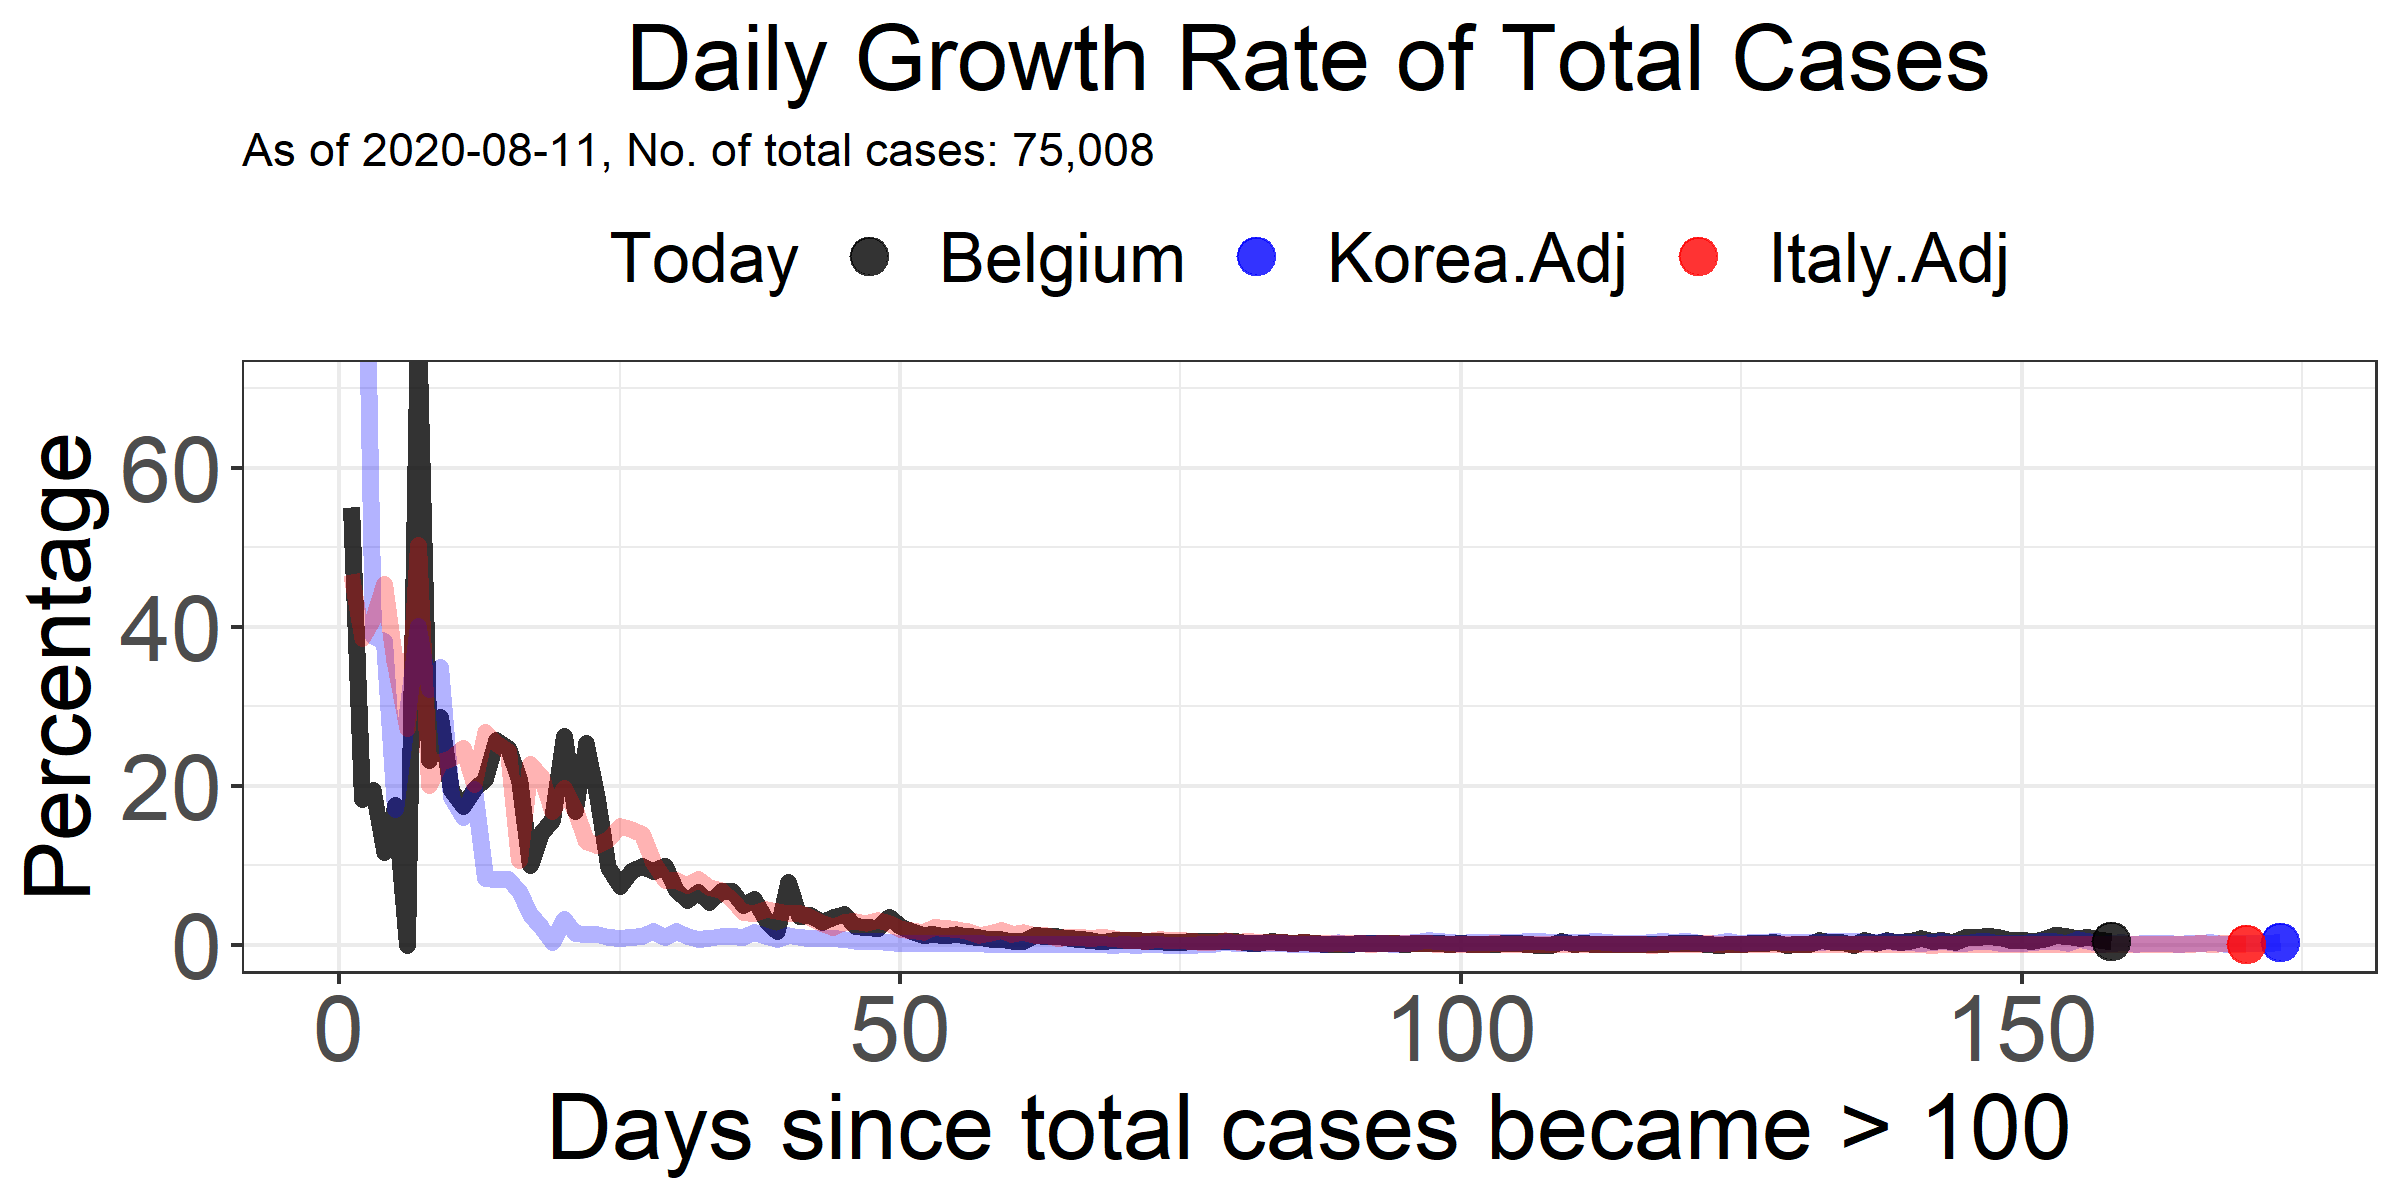 Daily Growth Rate of Total Cases
As of 2020-08-11, No. of total cases: 75,008
Today Belgium Korea.Adj Italy.Adj
Percentage
60
40
20
0
0 50 100 150
Days since total cases became > 100